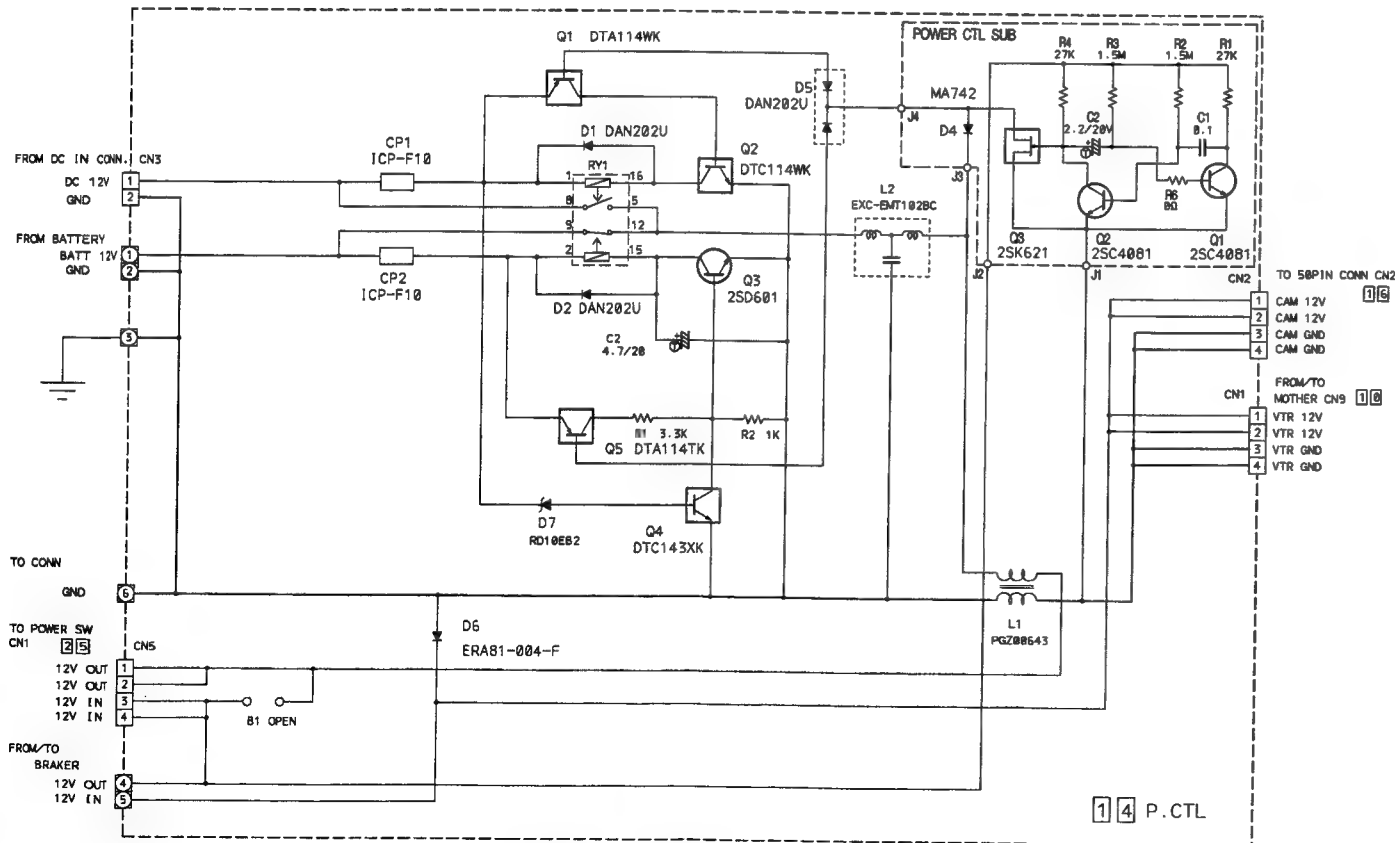 Q1 DTA114WK
POWER CTL SUB
R4 27K
R3 1.5M
R2 1.5M
R1 27K
D5
DAN202U
MA742
J4
D4
C2
2.2/20V
C1
0.1
D1 DAN202U
CP1
ICP-F10
RY1
Q2
DTC114WK
FROM DC IN CONN. CN3
DC 12V 1
GND 2
1 16
8 5
9 12
2 15
J3
L2
EXC-EMT102BC
R6
0Ω
FROM BATTERY
BATT 12V 1
GND 2
CP2
ICP-F10
Q3
2SD601
D2 DAN202U
Q3
2SK621
Q2
2SC4081
Q1
2SC4081
J2
J1
C2
4.7/20
3
TO 50PIN CONN CN2
CN2
1 6
1 CAM 12V
2 CAM 12V
3 CAM GND
4 CAM GND
FROM/TO
CN1
MOTHER CN9 1 0
1 VTR 12V
2 VTR 12V
3 VTR GND
4 VTR GND
3.3K
R2 1K
Q5 DTA114TK
D7
RD10EB2
Q4
DTC143XK
TO CONN
GND 6
L1
PGZ00643
TO POWER SW
CN1 2 5
CN5
D6
ERA81-004-F
12V OUT 1
12V OUT 2
12V IN 3
12V IN 4
B1 OPEN
FROM/TO
BRAKER
12V OUT 4
12V IN 5
1 4 P.CTL